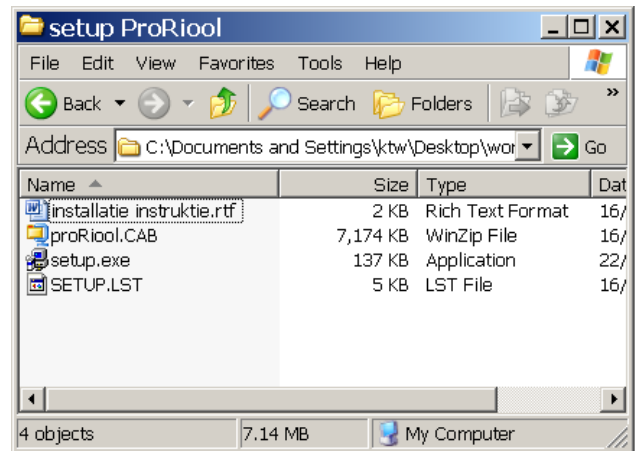 setup ProRiool
File Edit View Favorites Tools Help
Back Search Folders »
Address C:\Documents and Settings\ktw\Desktop\wor Go
Name Size Type Dat
installatie instruktie.rtf 2 KB Rich Text Format 16/
proRiool.CAB 7,174 KB WinZip File 16/
setup.exe 137 KB Application 22/
SETUP.LST 5 KB LST File 16/
4 objects 7.14 MB My Computer